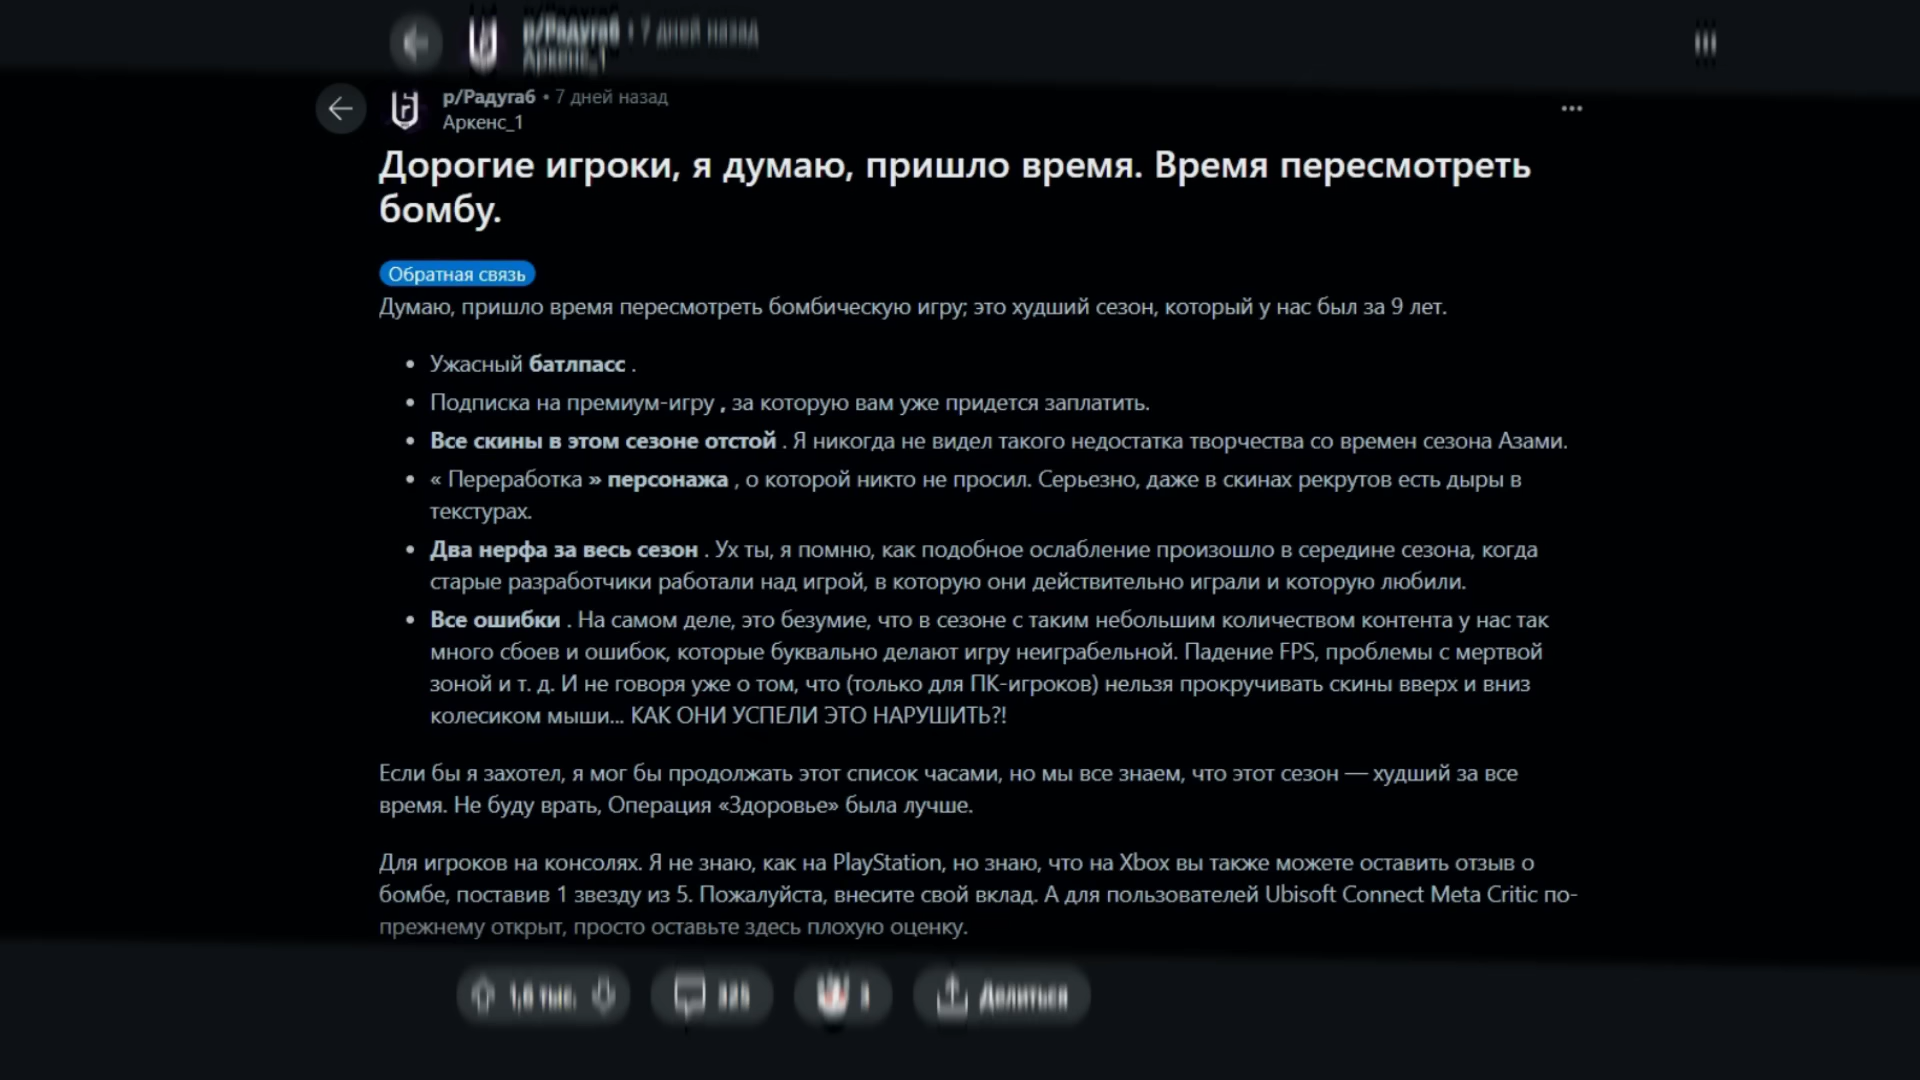 р/Радуга6 • 7 дней назад
Аркенс_1
р/Радуга6 • 7 дней назад
Аркенс_1
Дорогие игроки, я думаю, пришло время. Время пересмотреть
бомбу.
Обратная связь
Думаю, пришло время пересмотреть бомбическую игру; это худший сезон, который у нас был за 9 лет.
• Ужасный батлпасс .
• Подписка на премиум-игру , за которую вам уже придется заплатить.
• Все скины в этом сезоне отстой . Я никогда не видел такого недостатка творчества со времен сезона Азами.
• « Переработка » персонажа , о которой никто не просил. Серьезно, даже в скинах рекрутов есть дыры в
текстурах.
• Два нерфа за весь сезон . Ух ты, я помню, как подобное ослабление произошло в середине сезона, когда
старые разработчики работали над игрой, в которую они действительно играли и которую любили.
• Все ошибки . На самом деле, это безумие, что в сезоне с таким небольшим количеством контента у нас так
много сбоев и ошибок, которые буквально делают игру неиграбельной. Падение FPS, проблемы с мертвой
зоной и т. д. И не говоря уже о том, что (только для ПК-игроков) нельзя прокручивать скины вверх и вниз
колесиком мыши... КАК ОНИ УСПЕЛИ ЭТО НАРУШИТЬ?!
Если бы я захотел, я мог бы продолжать этот список часами, но мы все знаем, что этот сезон — худший за все
время. Не буду врать, Операция «Здоровье» была лучше.
Для игроков на консолях. Я не знаю, как на PlayStation, но знаю, что на Xbox вы также можете оставить отзыв о
бомбе, поставив 1 звезду из 5. Пожалуйста, внесите свой вклад. А для пользователей Ubisoft Connect Meta Critic по-
прежнему открыт, просто оставьте здесь плохую оценку.
Делиться